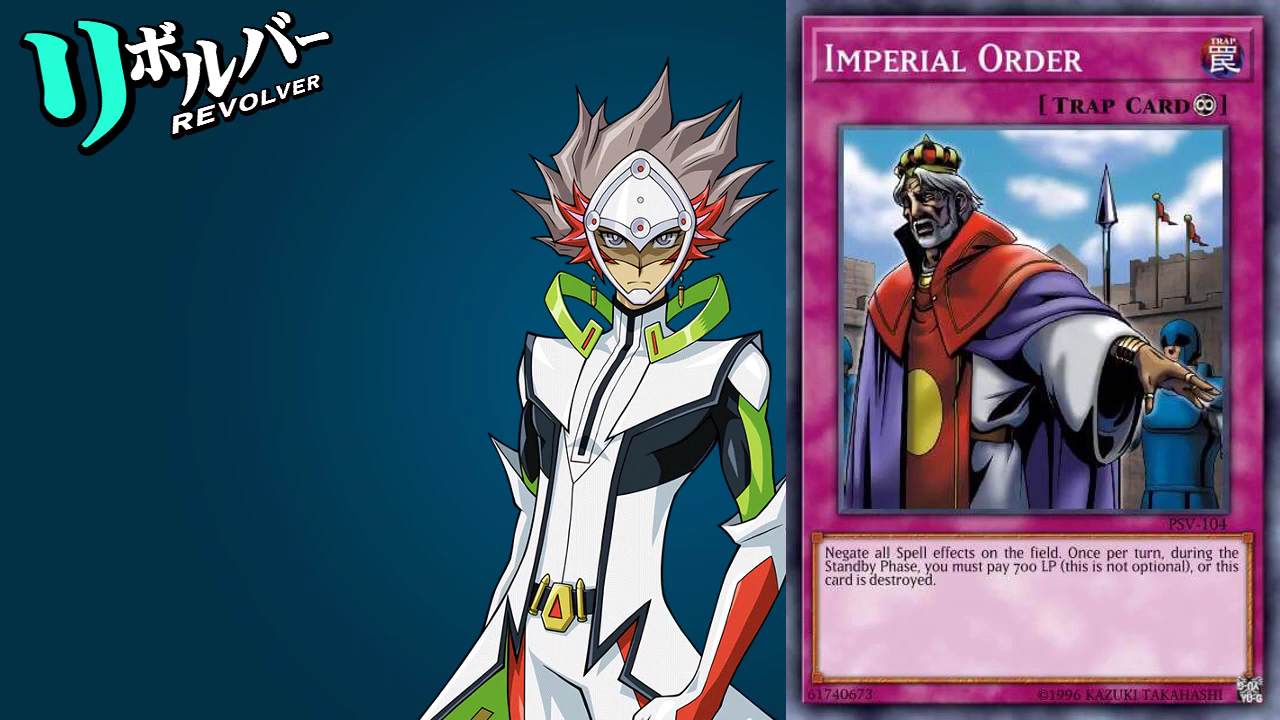 リボルバー
REVOLVER
IMPERIAL ORDER
TRAP
罠
[TRAP CARD∞]
PSV-104
Negate all Spell effects on the field. Once per turn, during the
Standby Phase, you must pay 700 LP (this is not optional), or this
card is destroyed.
61740673
©1996 KAZUKI TAKAHASHI